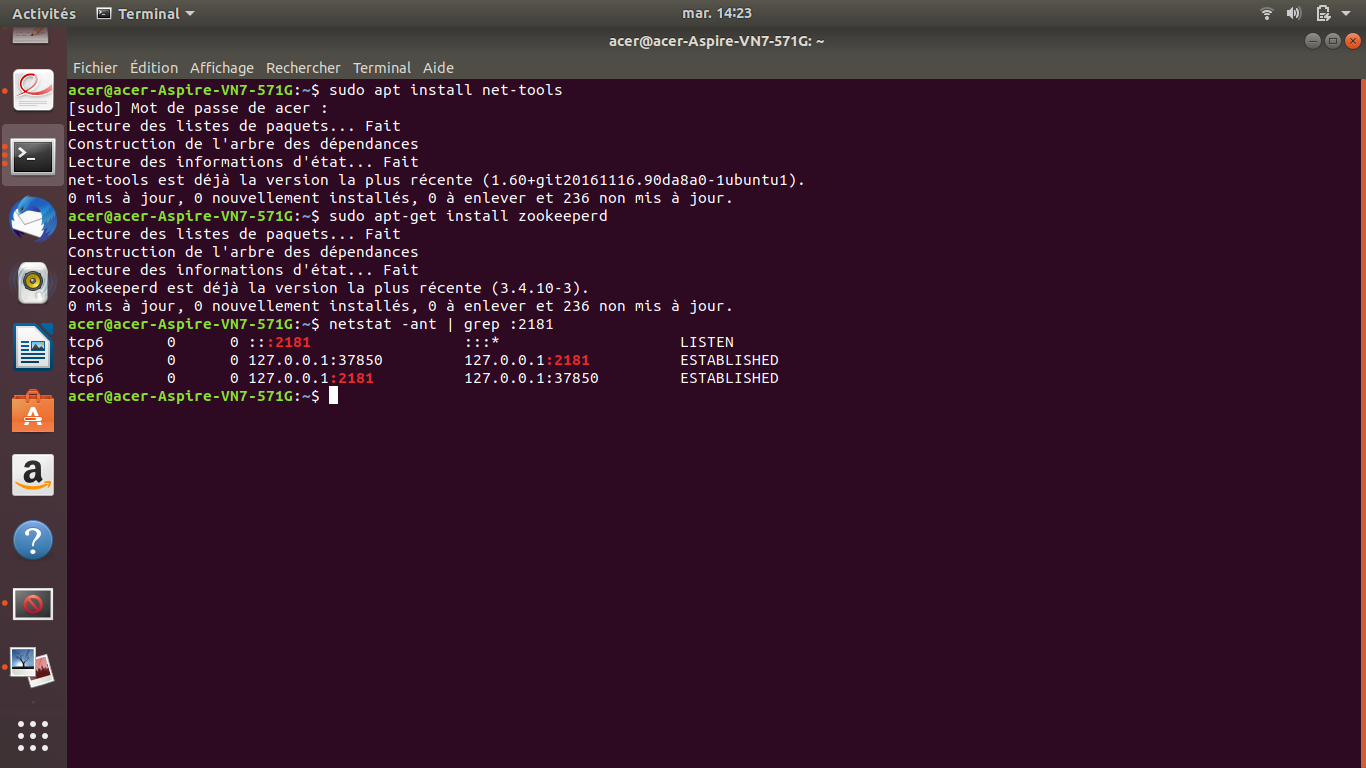 Activités Terminal mar. 14:23
acer@acer-Aspire-VN7-571G: ~
Fichier Édition Affichage Rechercher Terminal Aide
acer@acer-Aspire-VN7-571G:~$ sudo apt install net-tools
[sudo] Mot de passe de acer :
Lecture des listes de paquets... Fait
Construction de l'arbre des dépendances
Lecture des informations d'état... Fait
net-tools est déjà la version la plus récente (1.60+git20161116.90da8a0-1ubuntu1).
0 mis à jour, 0 nouvellement installés, 0 à enlever et 236 non mis à jour.
acer@acer-Aspire-VN7-571G:~$ sudo apt-get install zookeeperd
Lecture des listes de paquets... Fait
Construction de l'arbre des dépendances
Lecture des informations d'état... Fait
zookeeperd est déjà la version la plus récente (3.4.10-3).
0 mis à jour, 0 nouvellement installés, 0 à enlever et 236 non mis à jour.
acer@acer-Aspire-VN7-571G:~$ netstat -ant | grep :2181
tcp6       0      0 :::2181                 :::*                    LISTEN
tcp6       0      0 127.0.0.1:37850         127.0.0.1:2181          ESTABLISHED
tcp6       0      0 127.0.0.1:2181          127.0.0.1:37850         ESTABLISHED
acer@acer-Aspire-VN7-571G:~$